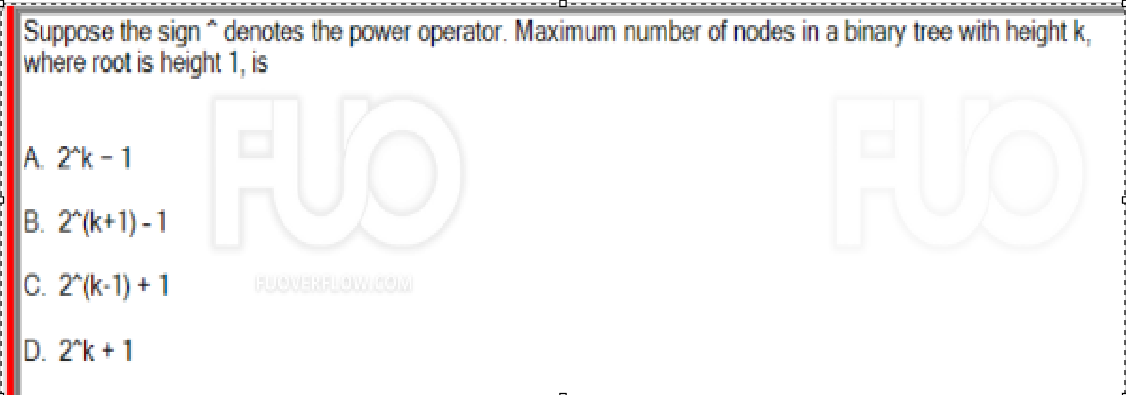 Suppose the sign ^ denotes the power operator. Maximum number of nodes in a binary tree with height k,
where root is height 1, is
FUO
FUO
A. 2^k – 1
B. 2^(k+1) - 1
C. 2^(k-1) + 1
FUOVERFLOW.COM
D. 2^k + 1